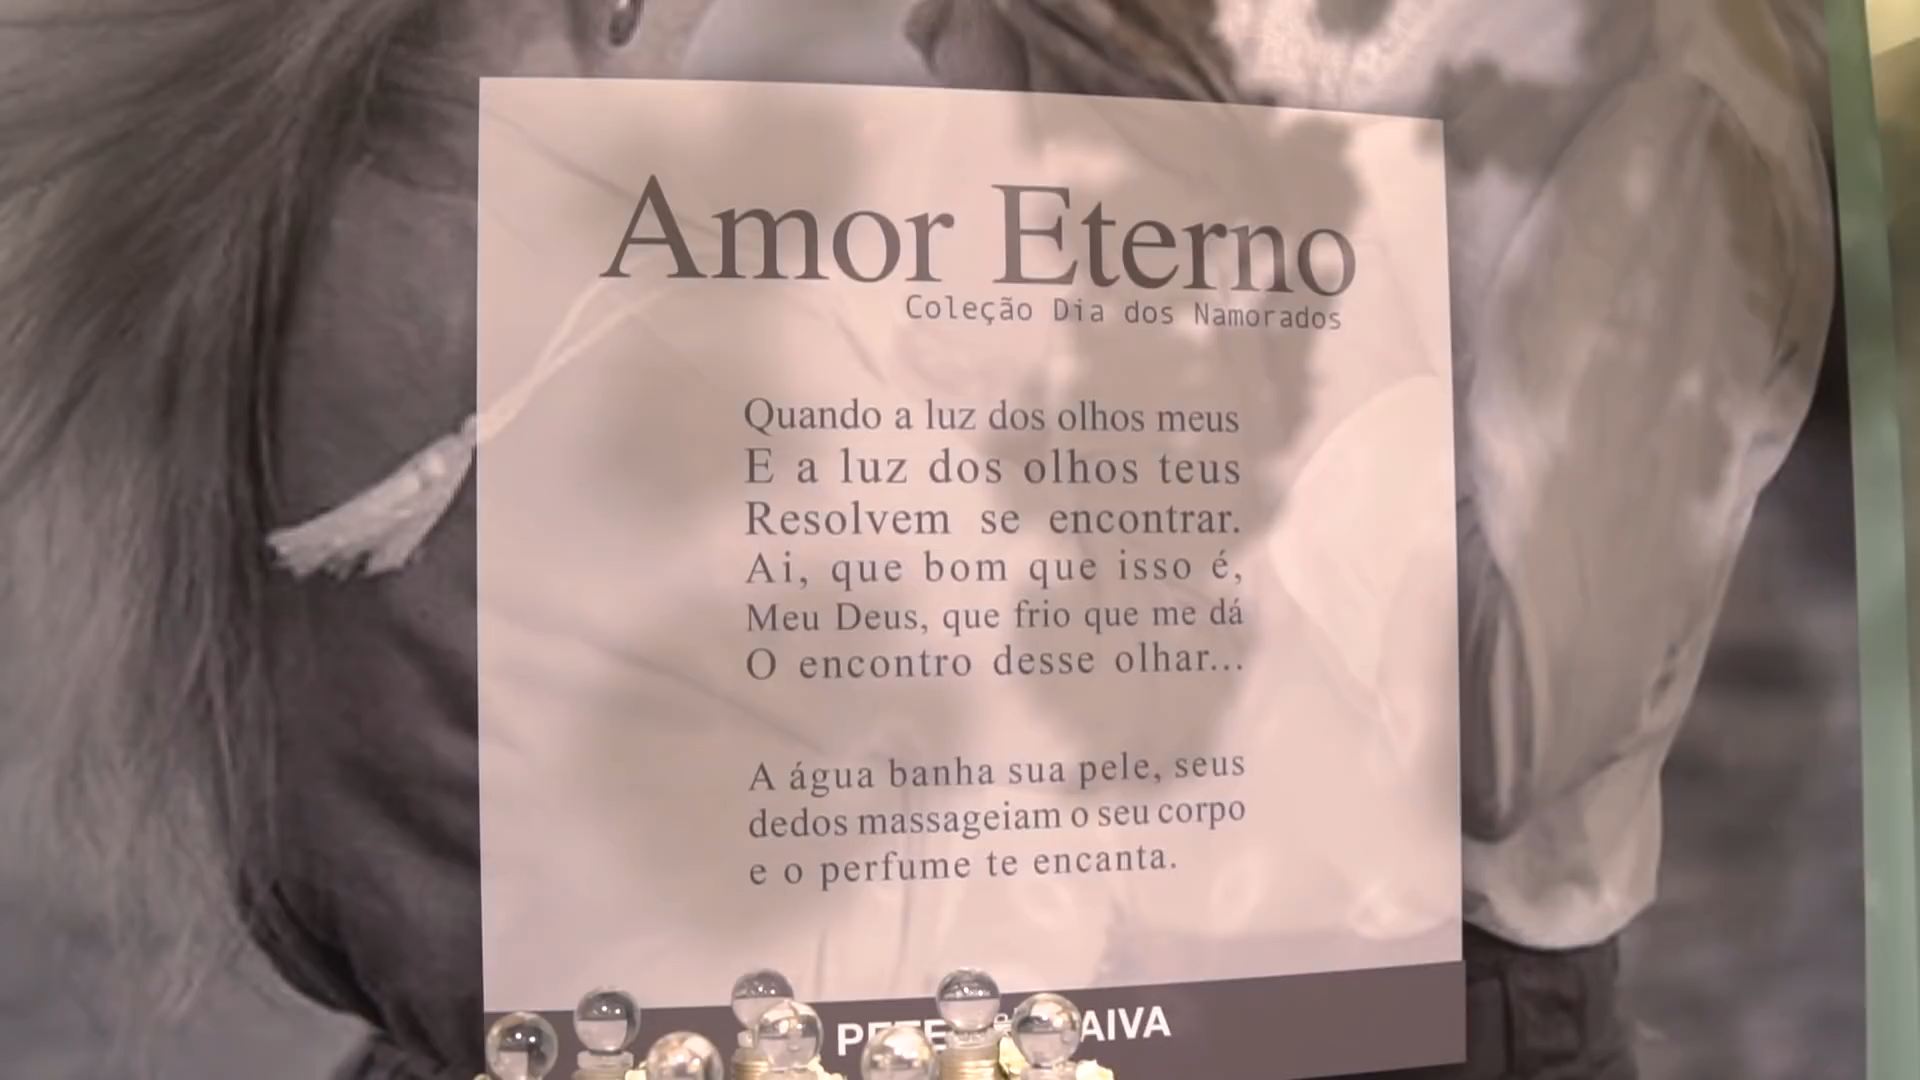 Amor Eterno
Coleção Dia dos Namorados
Quando a luz dos olhos meus
E a luz dos olhos teus
Resolvem se encontrar.
Ai, que bom que isso é,
Meu Deus, que frio que me dá
O encontro desse olhar...
A água banha sua pele, seus
dedos massageiam o seu corpo
e o perfume te encanta.